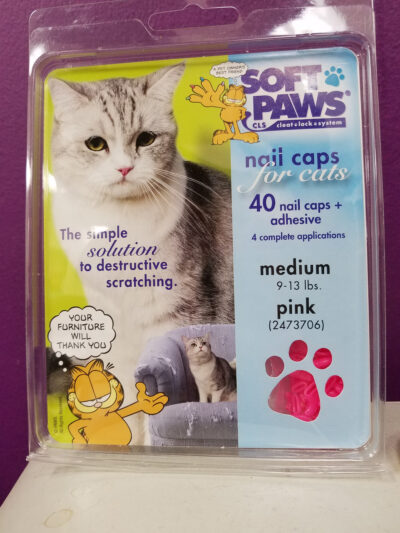 A PET OWNER'S
BEST FRIEND
SOFT
PAWS®
CLS cleat + lock + system
nail caps
for cats
40 nail caps +
adhesive
4 complete applications
The simple
solution
to destructive
scratching.
medium
9-13 lbs.
pink
(2473706)
YOUR
FURNITURE
WILL
THANK YOU